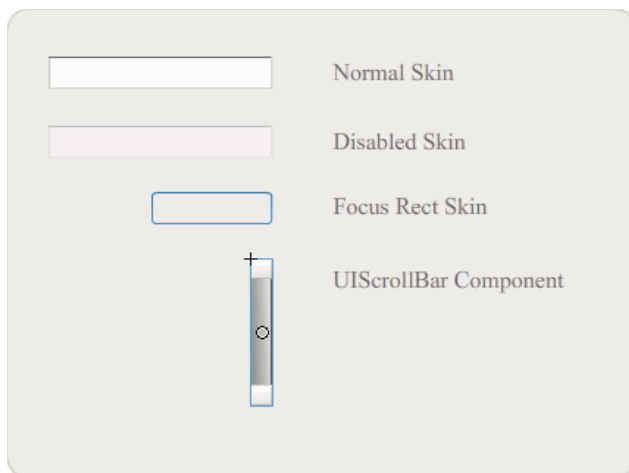 Normal Skin
Disabled Skin
Focus Rect Skin
UIScrollBar Component